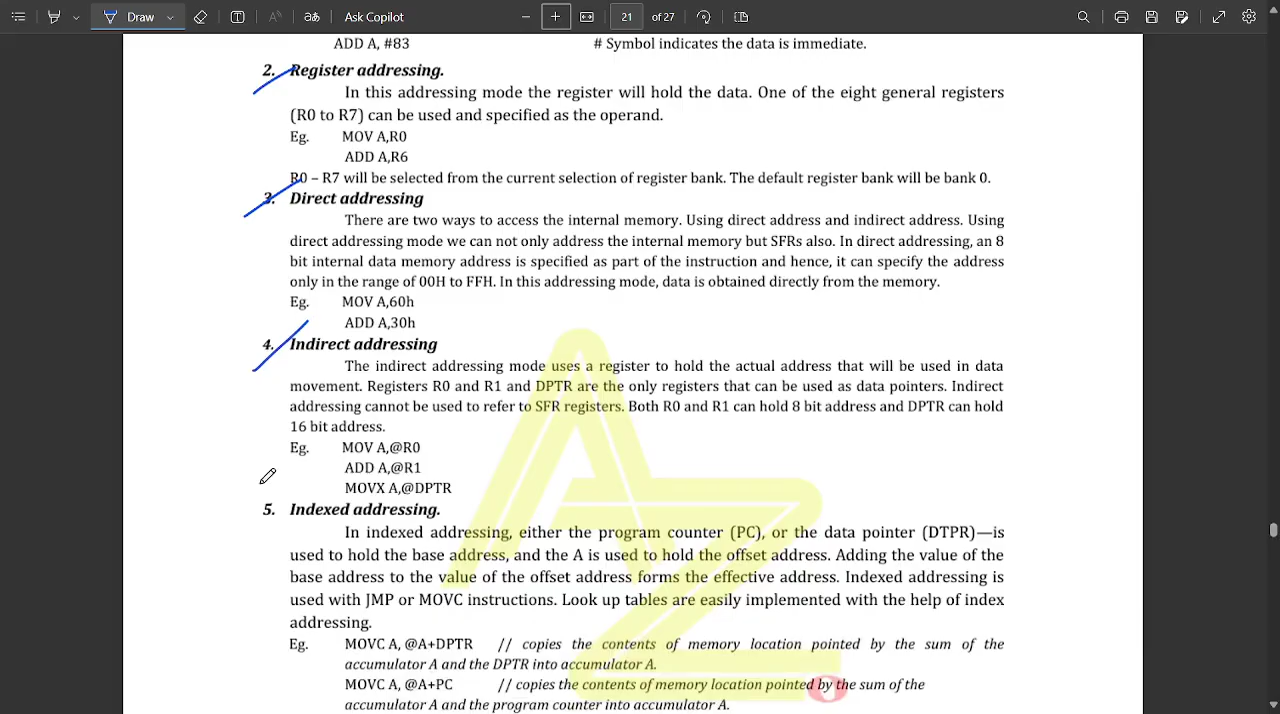 Draw
Ask Copilot
21 of 27
ADD A, #83 # Symbol indicates the data is immediate.
2. Register addressing.
In this addressing mode the register will hold the data. One of the eight general registers
(R0 to R7) can be used and specified as the operand.
Eg. MOV A,R0
ADD A,R6
R0 – R7 will be selected from the current selection of register bank. The default register bank will be bank 0.
3. Direct addressing
There are two ways to access the internal memory. Using direct address and indirect address. Using
direct addressing mode we can not only address the internal memory but SFRs also. In direct addressing, an 8
bit internal data memory address is specified as part of the instruction and hence, it can specify the address
only in the range of 00H to FFH. In this addressing mode, data is obtained directly from the memory.
Eg. MOV A,60h
ADD A,30h
4. Indirect addressing
The indirect addressing mode uses a register to hold the actual address that will be used in data
movement. Registers R0 and R1 and DPTR are the only registers that can be used as data pointers. Indirect
addressing cannot be used to refer to SFR registers. Both R0 and R1 can hold 8 bit address and DPTR can hold
16 bit address.
Eg. MOV A,@R0
ADD A,@R1
MOVX A,@DPTR
5. Indexed addressing.
In indexed addressing, either the program counter (PC), or the data pointer (DTPR)—is
used to hold the base address, and the A is used to hold the offset address. Adding the value of the
base address to the value of the offset address forms the effective address. Indexed addressing is
used with JMP or MOVC instructions. Look up tables are easily implemented with the help of index
addressing.
Eg. MOVC A, @A+DPTR // copies the contents of memory location pointed by the sum of the
accumulator A and the DPTR into accumulator A.
MOVC A, @A+PC // copies the contents of memory location pointed by the sum of the
accumulator A and the program counter into accumulator A.